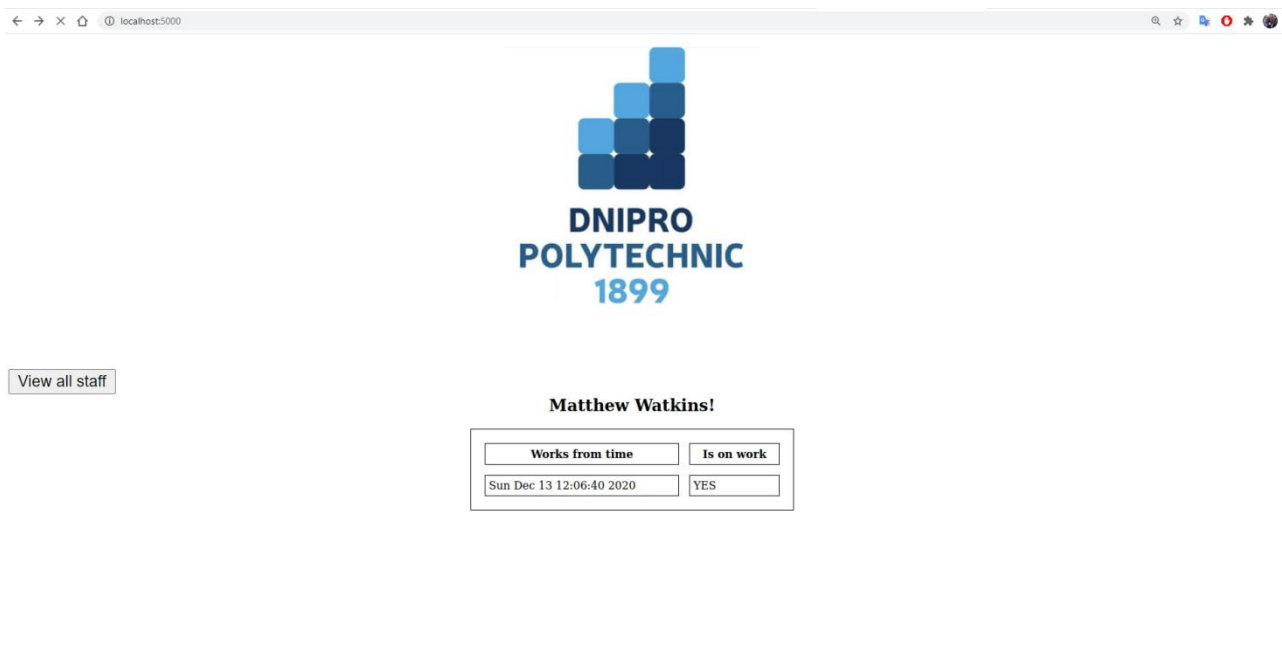 localhost:5000
DNIPRO
POLYTECHNIC
1899
View all staff
Matthew Watkins!
Works from time Is on work
Sun Dec 13 12:06:40 2020 YES